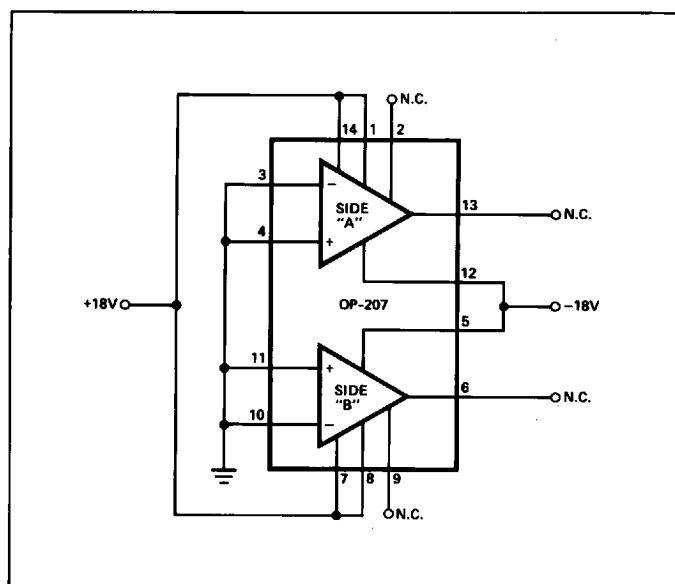 N.C.
14 1 2
3
−
SIDE
"A"
13
N.C.
4
+
12
+18V
OP-207
−18V
5
11
+
SIDE
"B"
6
N.C.
10
−
7 8 9
N.C.